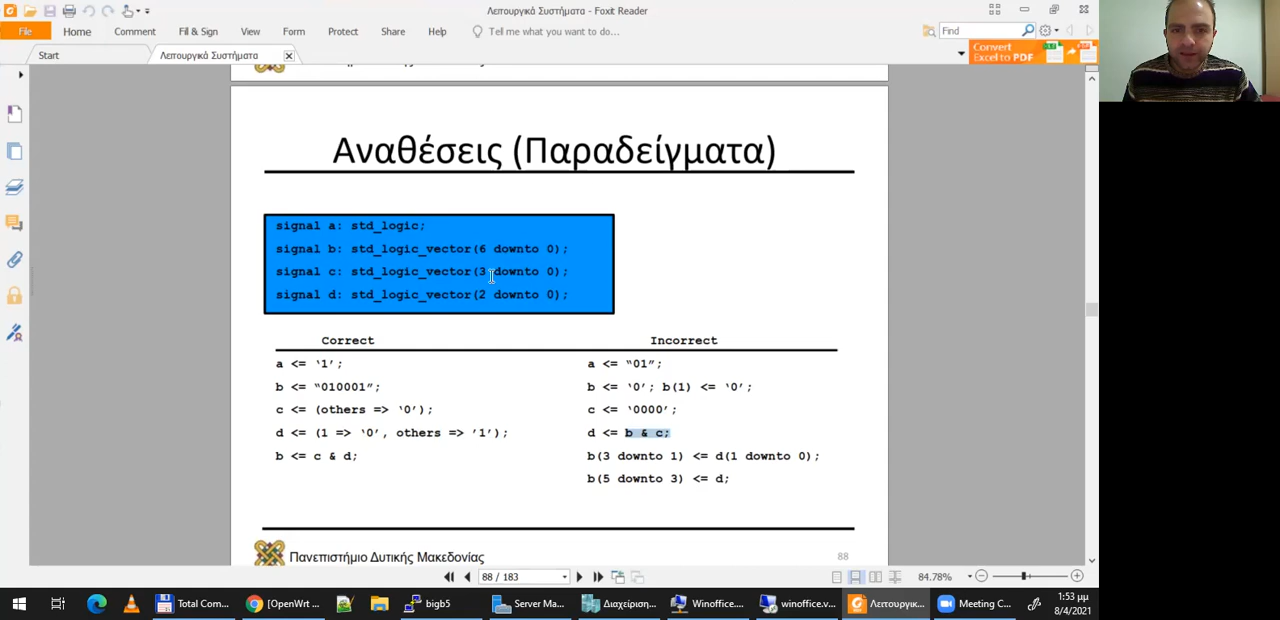 Λειτουργικά Συστήματα - Foxit Reader
File Home Comment Fill & Sign View Form Protect Share Help Tell me what you want to do... Find
Start Λειτουργικά Συστήματα
Convert
Excel to PDF
Αναθέσεις (Παραδείγματα)
signal a: std_logic;
signal b: std_logic_vector(6 downto 0);
signal c: std_logic_vector(3 downto 0);
signal d: std_logic_vector(2 downto 0);
Correct
a <= ‘1’;
b <= “010001”;
c <= (others => ‘0’);
d <= (1 => ‘0’, others => ’1’);
b <= c & d;
Incorrect
a <= “01”;
b <= ‘0’; b(1) <= ‘0’;
c <= ‘0000’;
d <= b & c;
b(3 downto 1) <= d(1 downto 0);
b(5 downto 3) <= d;
Πανεπιστήμιο Δυτικής Μακεδονίας 88
88 / 183 84.78%
Total Com... [OpenWrt ... bigb5 Server Ma... Διαχείριση... Winoffice.... winoffice.v... Λειτουργικ... Meeting C...
1:53 μμ
8/4/2021